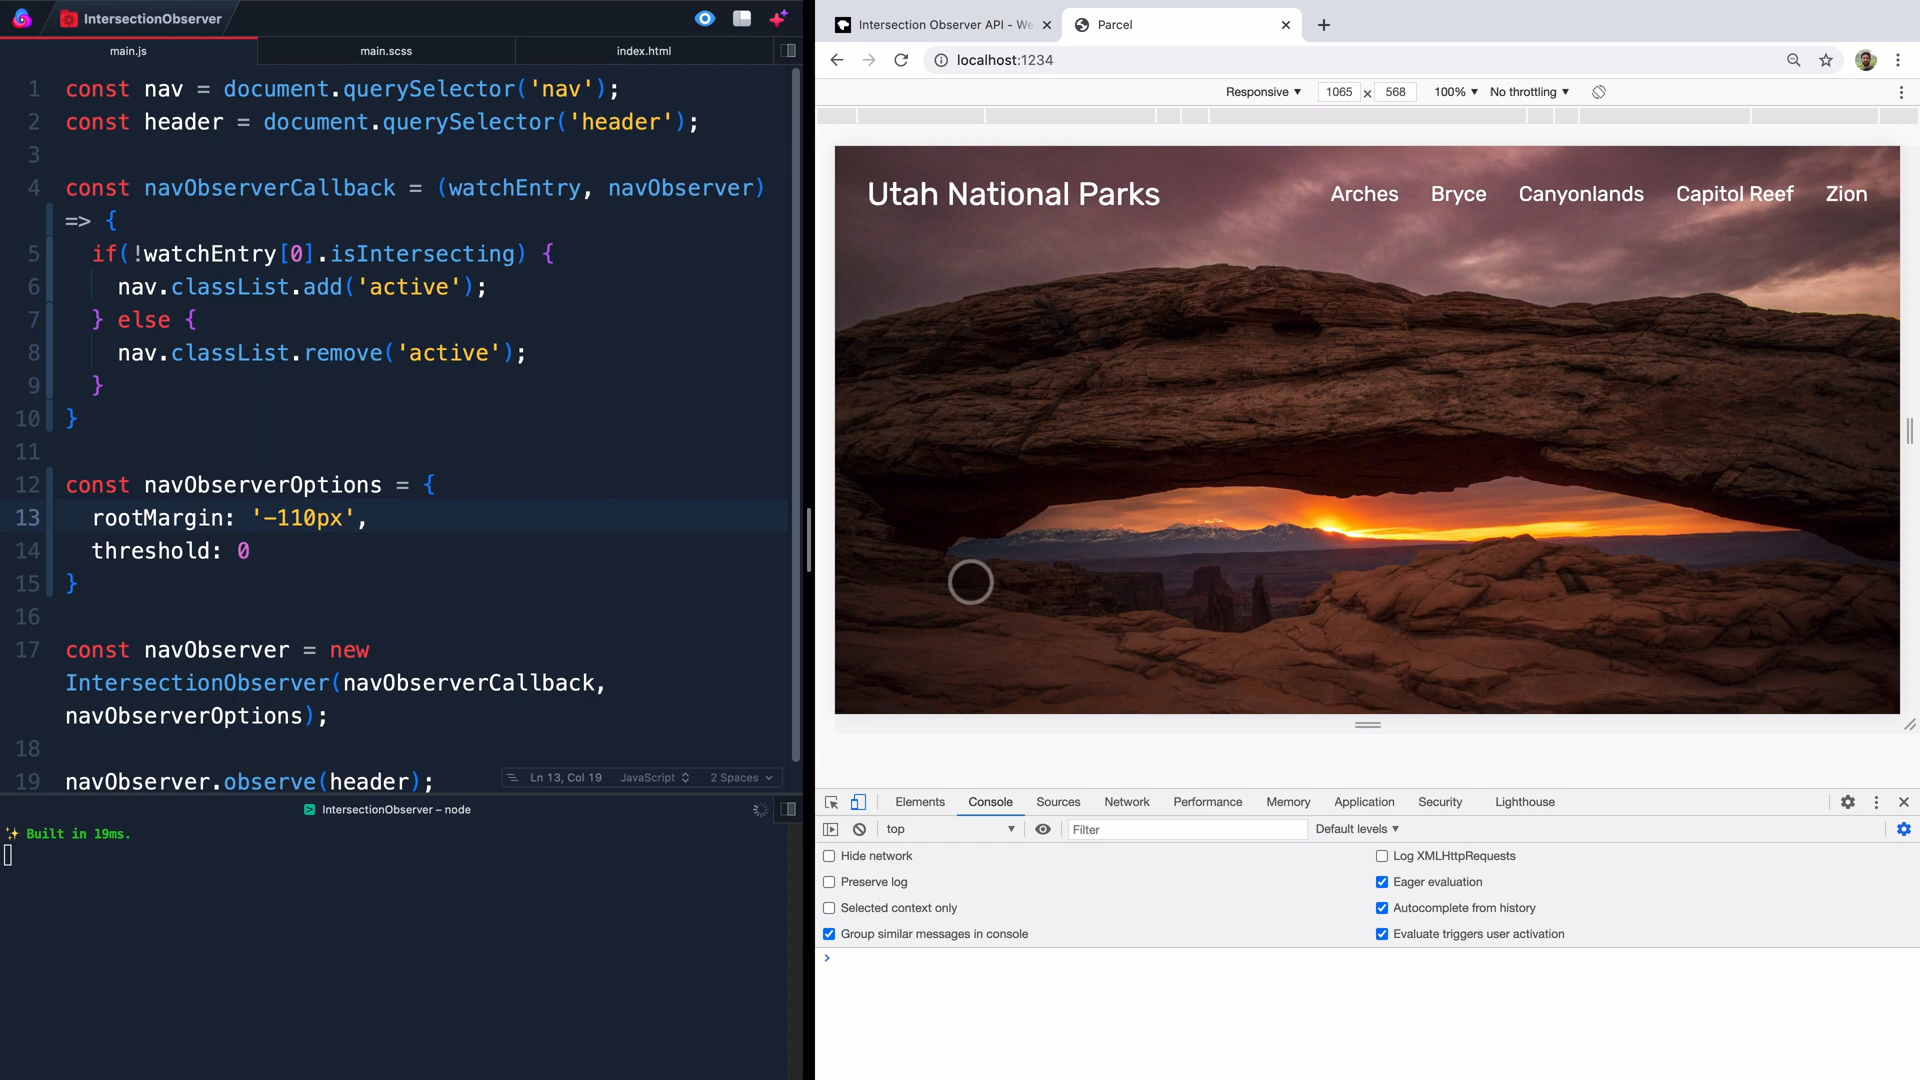 IntersectionObserver
main.js
main.scss
index.html
1 const nav = document.querySelector('nav');
2 const header = document.querySelector('header');
3
4 const navObserverCallback = (watchEntry, navObserver)
=> {
5 if(!watchEntry[0].isIntersecting) {
6 nav.classList.add('active');
7 } else {
8 nav.classList.remove('active');
9 }
10 }
11
12 const navObserverOptions = {
13 rootMargin: '-110px',
14 threshold: 0
15 }
16
17 const navObserver = new
IntersectionObserver(navObserverCallback,
navObserverOptions);
18
19 navObserver.observe(header);
Ln 13, Col 19 JavaScript 2 Spaces
IntersectionObserver – node
✨ Built in 19ms.
Intersection Observer API - We
Parcel
localhost:1234
Responsive 1065 × 568 100% No throttling
Utah National Parks Arches Bryce Canyonlands Capitol Reef Zion
Elements Console Sources Network Performance Memory Application Security Lighthouse
top Filter Default levels
Hide network Log XMLHttpRequests
Preserve log Eager evaluation
Selected context only Autocomplete from history
Group similar messages in console Evaluate triggers user activation